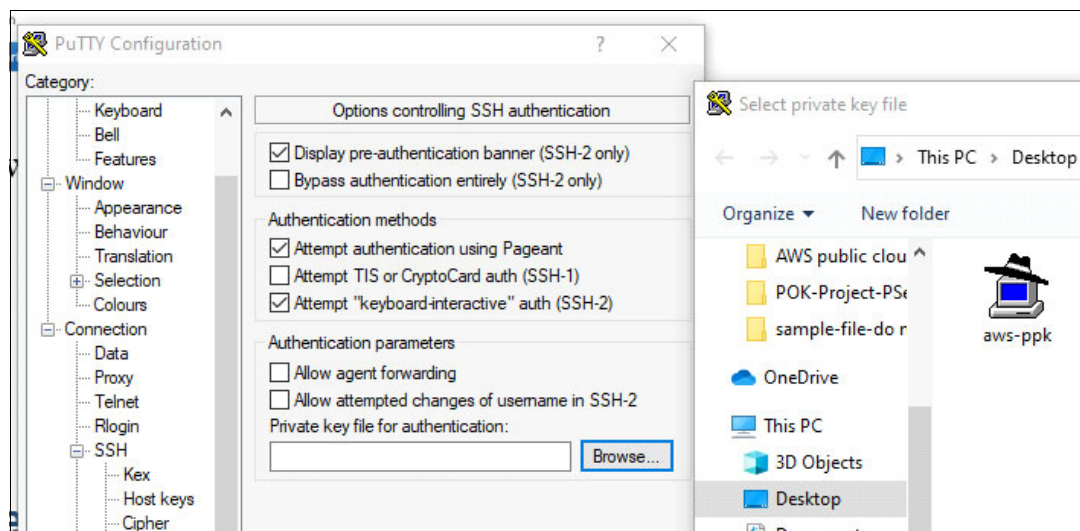 PuTTY Configuration
?
Category:
Keyboard
Bell
Features
Window
Appearance
Behaviour
Translation
Selection
Colours
Connection
Data
Proxy
Telnet
Rlogin
SSH
Kex
Host keys
Cipher
Options controlling SSH authentication
Display pre-authentication banner (SSH-2 only)
Bypass authentication entirely (SSH-2 only)
Authentication methods
Attempt authentication using Pageant
Attempt TIS or CryptoCard auth (SSH-1)
Attempt "keyboard-interactive" auth (SSH-2)
Authentication parameters
Allow agent forwarding
Allow attempted changes of username in SSH-2
Private key file for authentication:
Browse...
Select private key file
This PC > Desktop
Organize New folder
AWS public clou
POK-Project-PSe
sample-file-do n
OneDrive
This PC
3D Objects
Desktop
aws-ppk